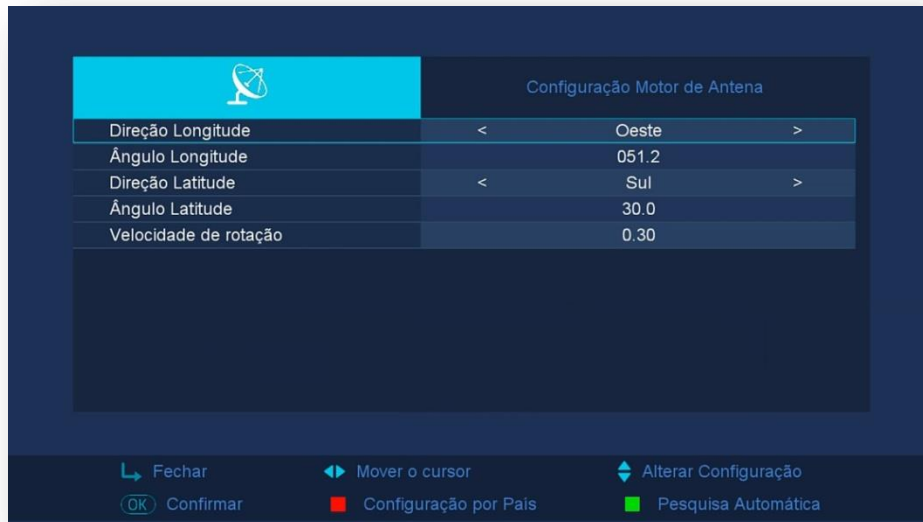 Configuração Motor de Antena
Direção Longitude < Oeste >
Ângulo Longitude 051.2
Direção Latitude < Sul >
Ângulo Latitude 30.0
Velocidade de rotação 0.30
Fechar Mover o cursor Alterar Configuração
OK Confirmar Configuração por Pais Pesquisa Automática